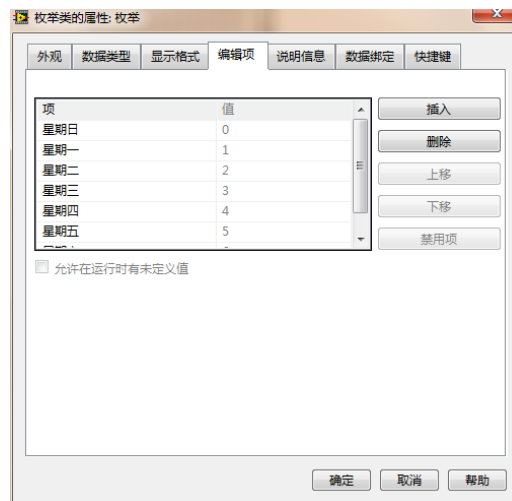 枚举类的属性: 枚举
外观 数据类型 显示格式 编辑项 说明信息 数据绑定 快捷键
项 值
星期日 0
星期一 1
星期二 2
星期三 3
星期四 4
星期五 5
插入
删除
上移
下移
禁用项
允许在运行时有未定义值
确定 取消 帮助